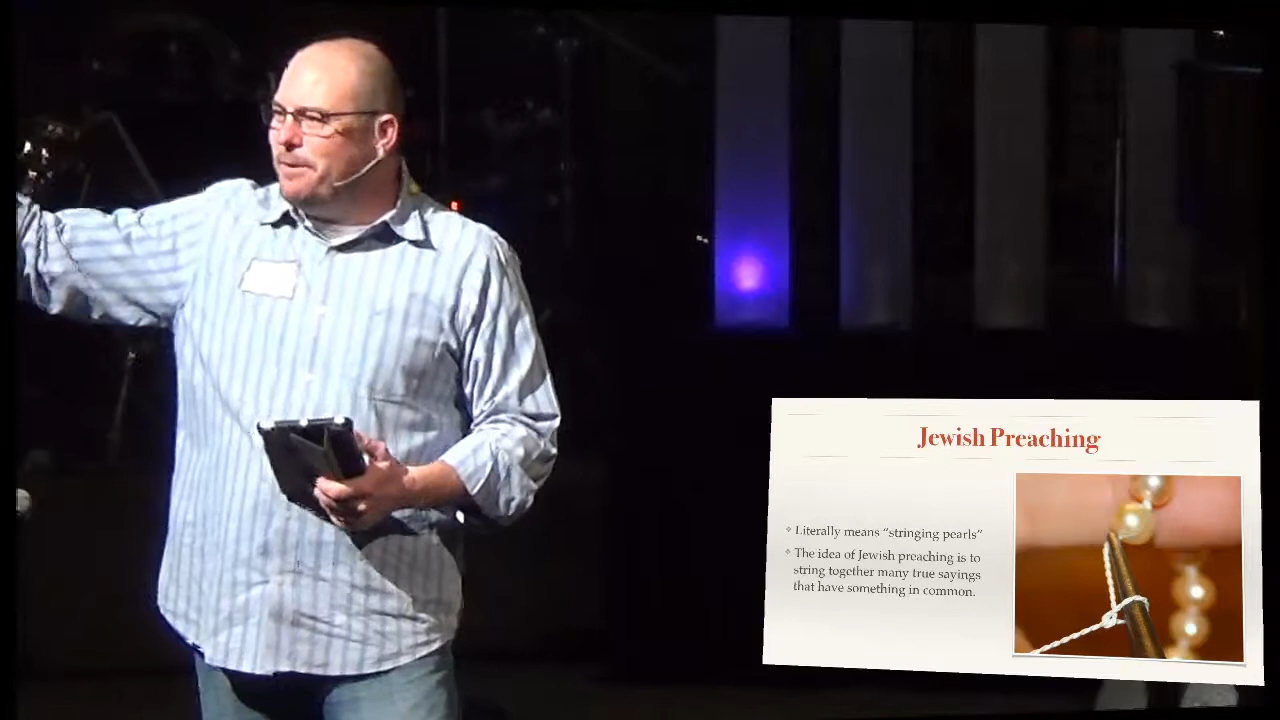 Jewish Preaching
Literally means “stringing pearls”
The idea of Jewish preaching is to
string together many true sayings
that have something in common.